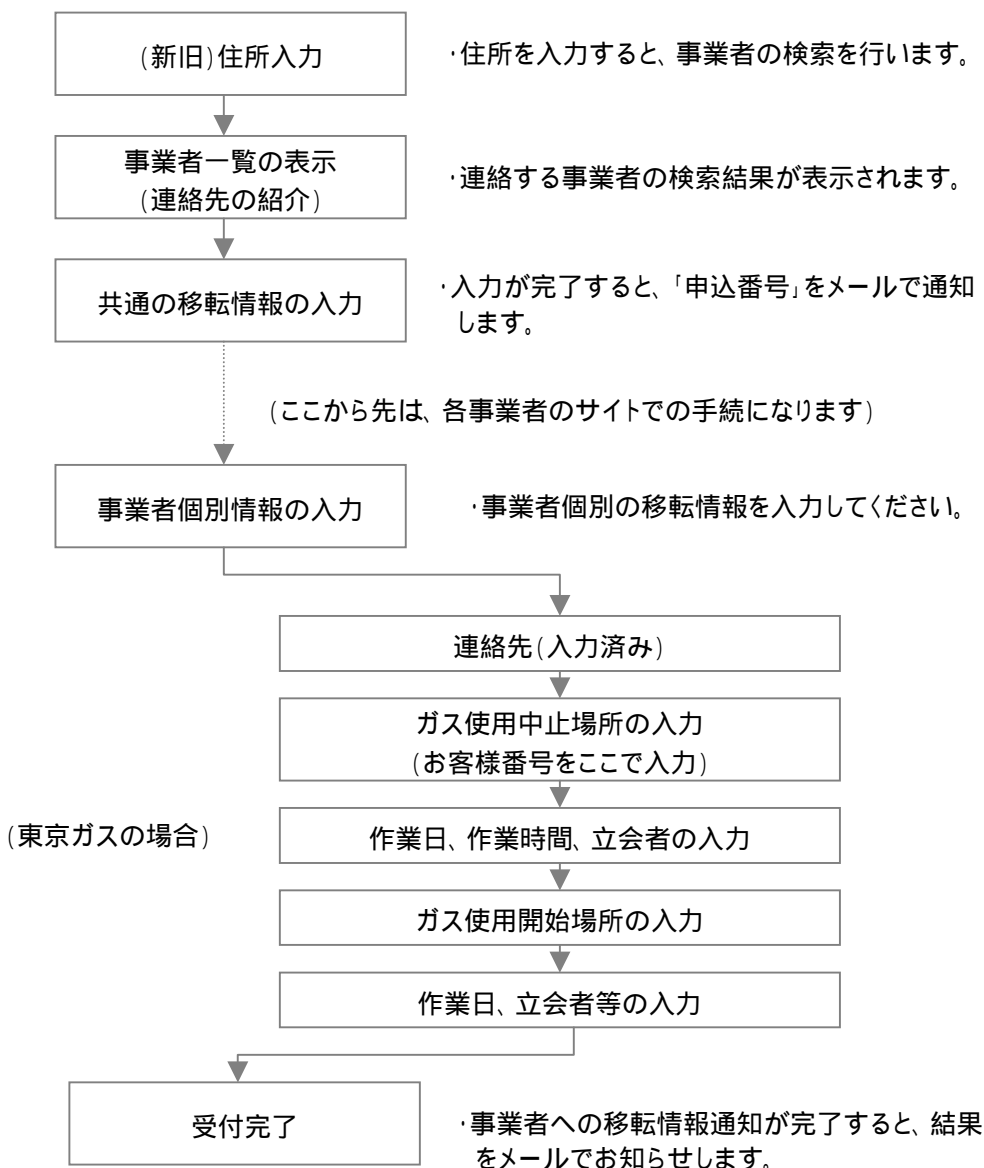 (新旧)住所入力
・住所を入力すると、事業者の検索を行います。
事業者一覧の表示
(連絡先の紹介)
・連絡する事業者の検索結果が表示されます。
共通の移転情報の入力
・入力が完了すると、「申込番号」をメールで通知
します。
(ここから先は、各事業者のサイトでの手続になります)
事業者個別情報の入力
・事業者個別の移転情報を入力してください。
連絡先(入力済み)
ガス使用中止場所の入力
(お客様番号をここで入力)
(東京ガスの場合)
作業日、作業時間、立会者の入力
ガス使用開始場所の入力
作業日、立会者等の入力
受付完了
・事業者への移転情報通知が完了すると、結果
をメールでお知らせします。